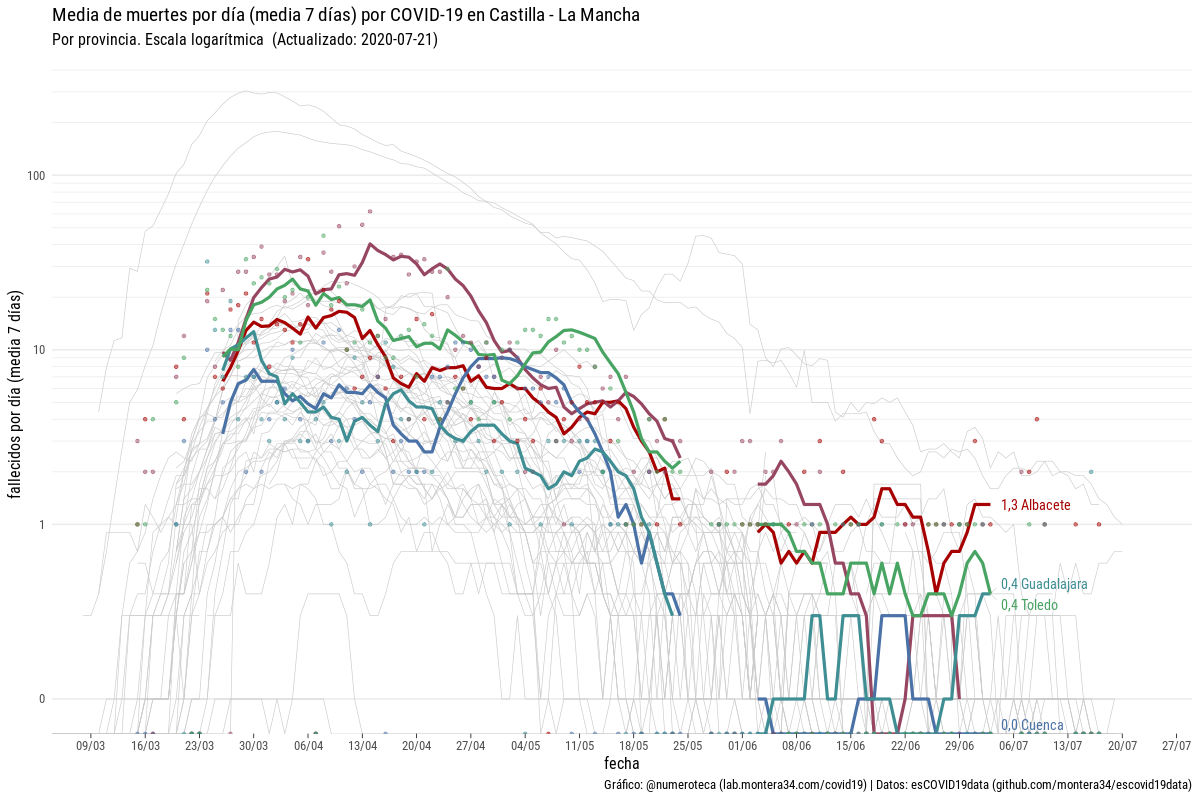 Media de muertes por día (media 7 días) por COVID-19 en Castilla - La Mancha
Por provincia. Escala logarítmica  (Actualizado: 2020-07-21)
fallecidos por día (media  7 días)
100
10
1
0
1,3 Albacete
0,4 Guadalajara
0,4 Toledo
0,0 Cuenca
09/03 16/03 23/03 30/03 06/04 13/04 20/04 27/04 04/05 11/05 18/05 25/05 01/06 08/06 15/06 22/06 29/06 06/07 13/07 20/07 27/07
fecha
Gráfico: @numeroteca (lab.montera34.com/covid19) | Datos: esCOVID19data (github.com/montera34/escovid19data)